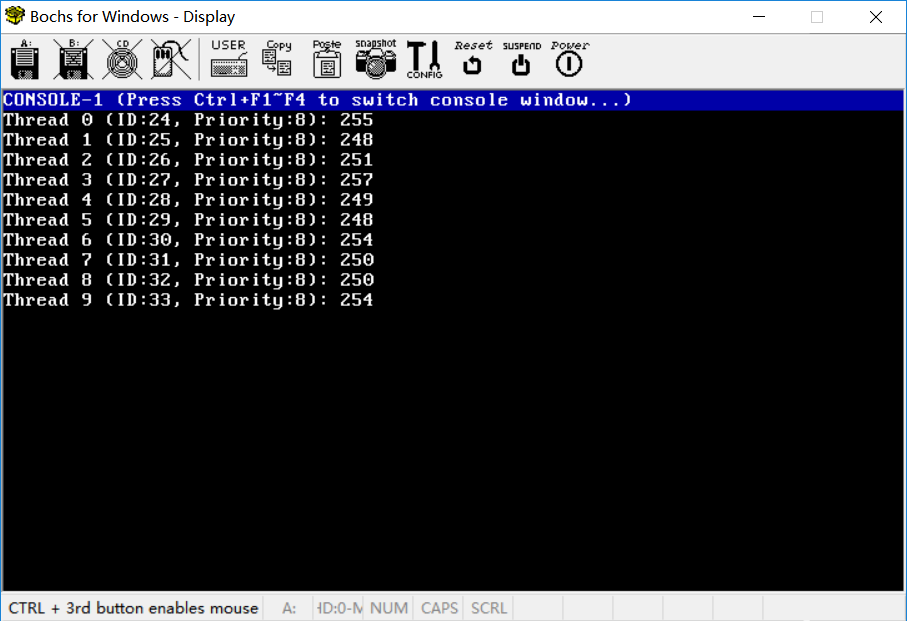 Bochs for Windows - Display
A: B: CD USER Copy Paste snapshot CONFIG Reset SUSPEND Power
CONSOLE-1 (Press Ctrl+F1~F4 to switch console window...)
Thread 0 (ID:24, Priority:8): 255
Thread 1 (ID:25, Priority:8): 248
Thread 2 (ID:26, Priority:8): 251
Thread 3 (ID:27, Priority:8): 257
Thread 4 (ID:28, Priority:8): 249
Thread 5 (ID:29, Priority:8): 248
Thread 6 (ID:30, Priority:8): 254
Thread 7 (ID:31, Priority:8): 250
Thread 8 (ID:32, Priority:8): 250
Thread 9 (ID:33, Priority:8): 254
CTRL + 3rd button enables mouse A: HD:0-M NUM CAPS SCRL